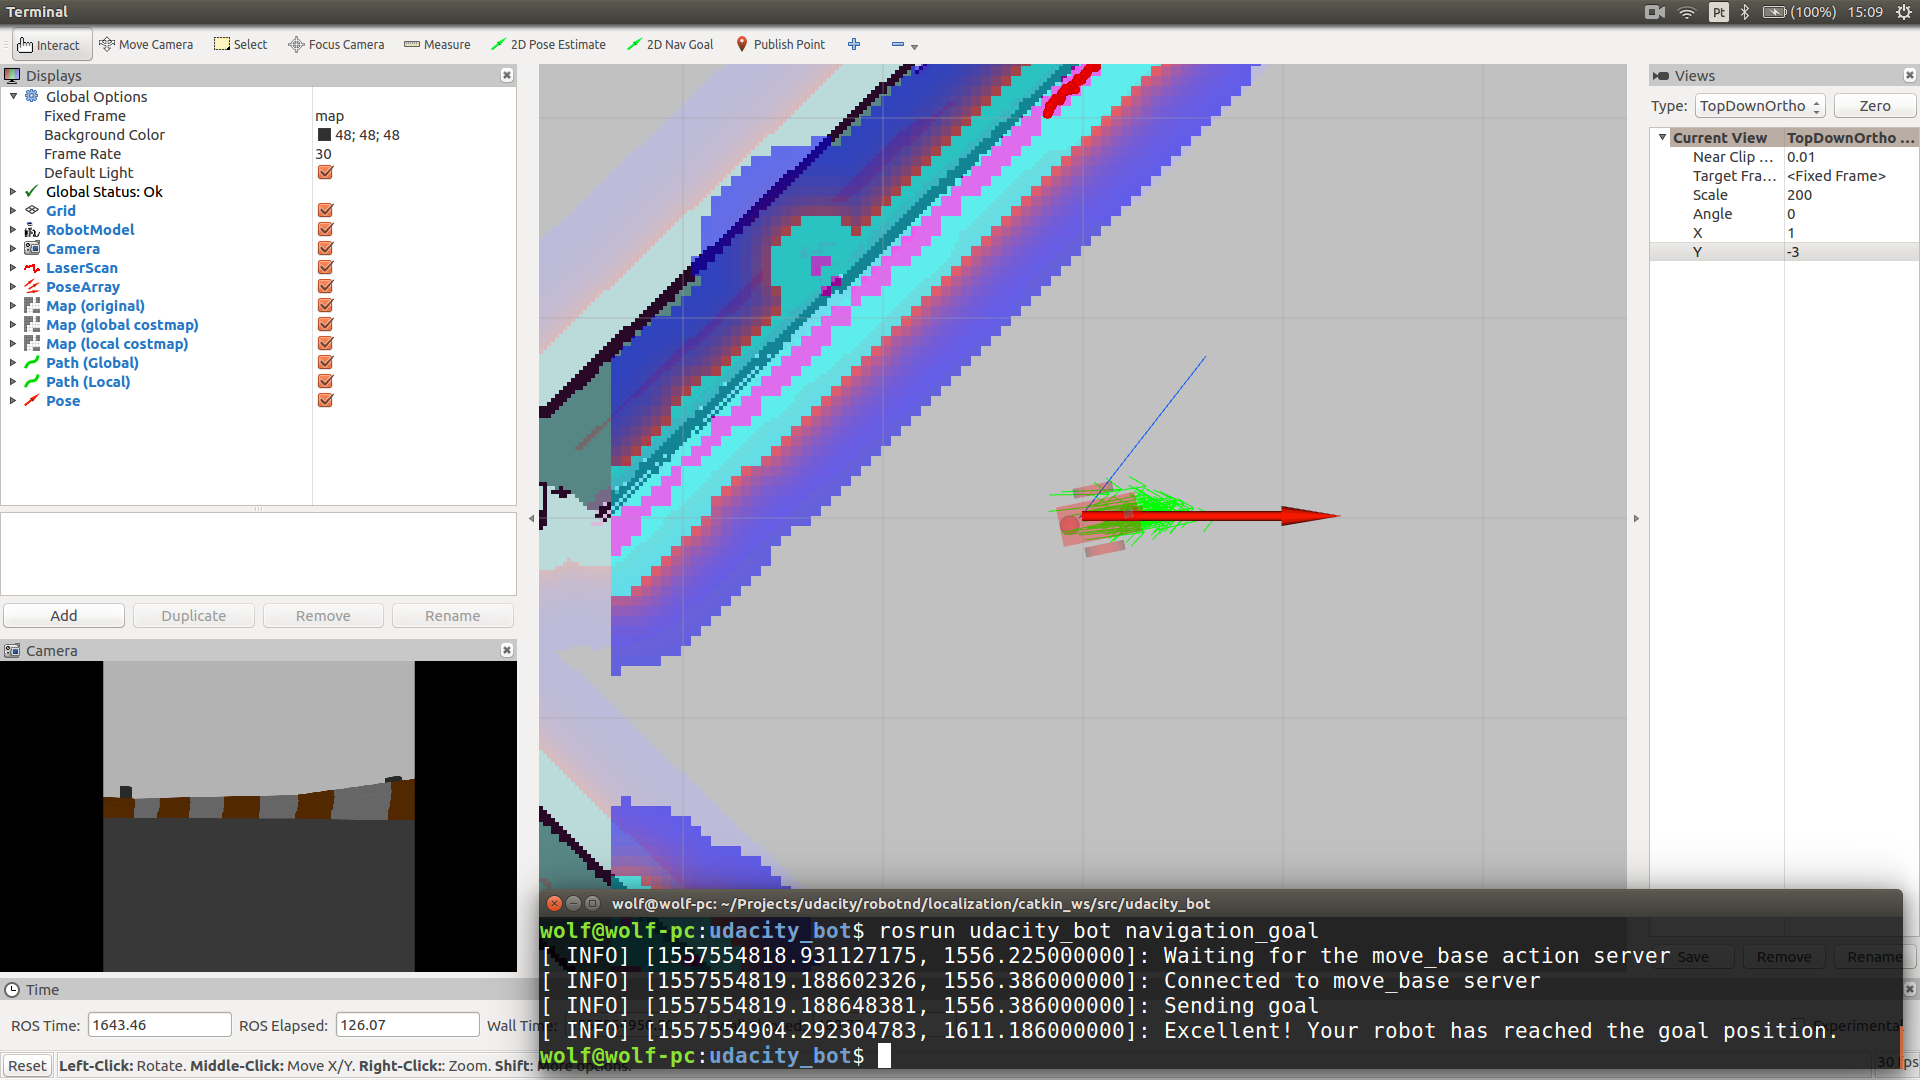 Terminal
Pt (100%) 15:09
Interact Move Camera Select Focus Camera Measure 2D Pose Estimate 2D Nav Goal Publish Point
Displays
Global Options
Fixed Frame map
Background Color 48; 48; 48
Frame Rate 30
Default Light
Global Status: Ok
Grid
RobotModel
Camera
LaserScan
PoseArray
Map (original)
Map (global costmap)
Map (local costmap)
Path (Global)
Path (Local)
Pose
Add Duplicate Remove Rename
Camera
Views
Type: TopDownOrtho Zero
Current View TopDownOrtho ...
Near Clip ... 0.01
Target Fra... <Fixed Frame>
Scale 200
Angle 0
X 1
Y -3
Save Remove Rename
Time
ROS Time: 1643.46 ROS Elapsed: 126.07 Wall Time:
Experimental
Reset Left-Click: Rotate. Middle-Click: Move X/Y. Right-Click:: Zoom. Shift: More options.
30 fps
wolf@wolf-pc: ~/Projects/udacity/robotnd/localization/catkin_ws/src/udacity_bot
wolf@wolf-pc:udacity_bot$ rosrun udacity_bot navigation_goal
[ INFO] [1557554818.931127175, 1556.225000000]: Waiting for the move_base action server
[ INFO] [1557554819.188602326, 1556.386000000]: Connected to move_base server
[ INFO] [1557554819.188648381, 1556.386000000]: Sending goal
[ INFO] [1557554904.292304783, 1611.186000000]: Excellent! Your robot has reached the goal position.
wolf@wolf-pc:udacity_bot$